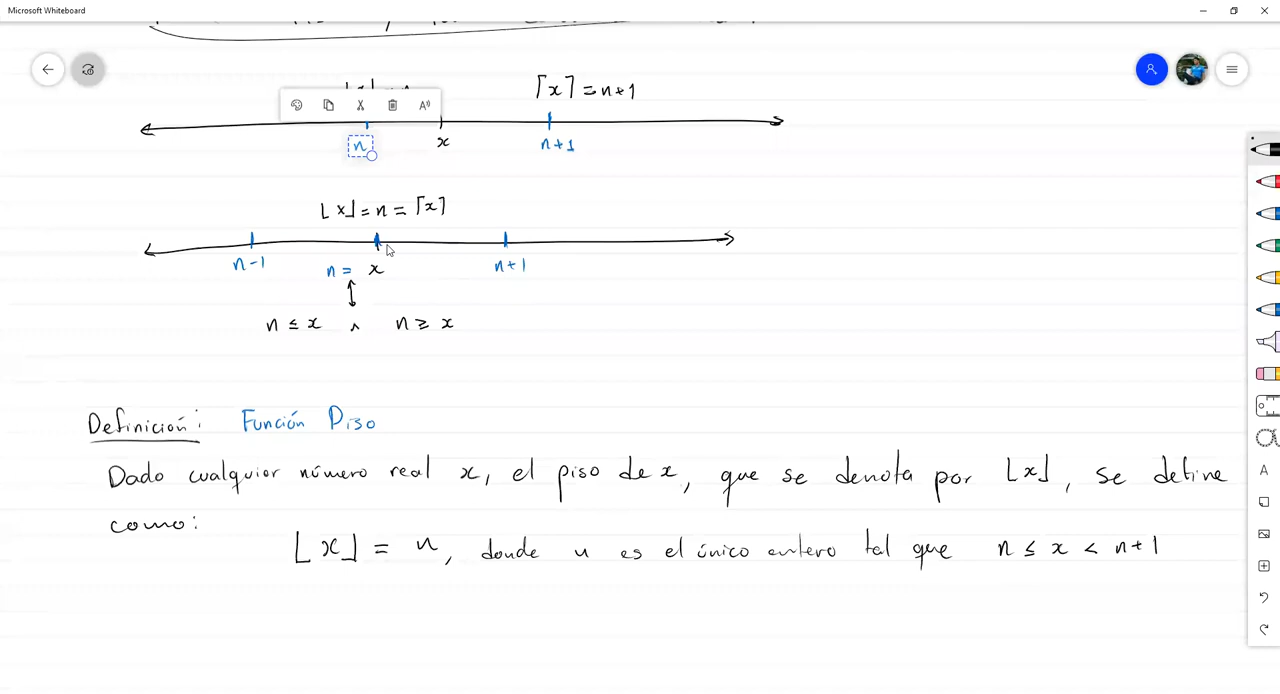 Microsoft Whiteboard
⌈x⌉ = n+1
n x n+1
⌊x⌋ = n = ⌈x⌉
n-1 n = x n+1
n ≤ x ∧ n ≥ x
Definición: Función Piso
Dado cualquier número real x, el piso de x, que se denota por ⌊x⌋, se define
como:
⌊x⌋ = n, donde n es el único entero tal que n ≤ x < n+1